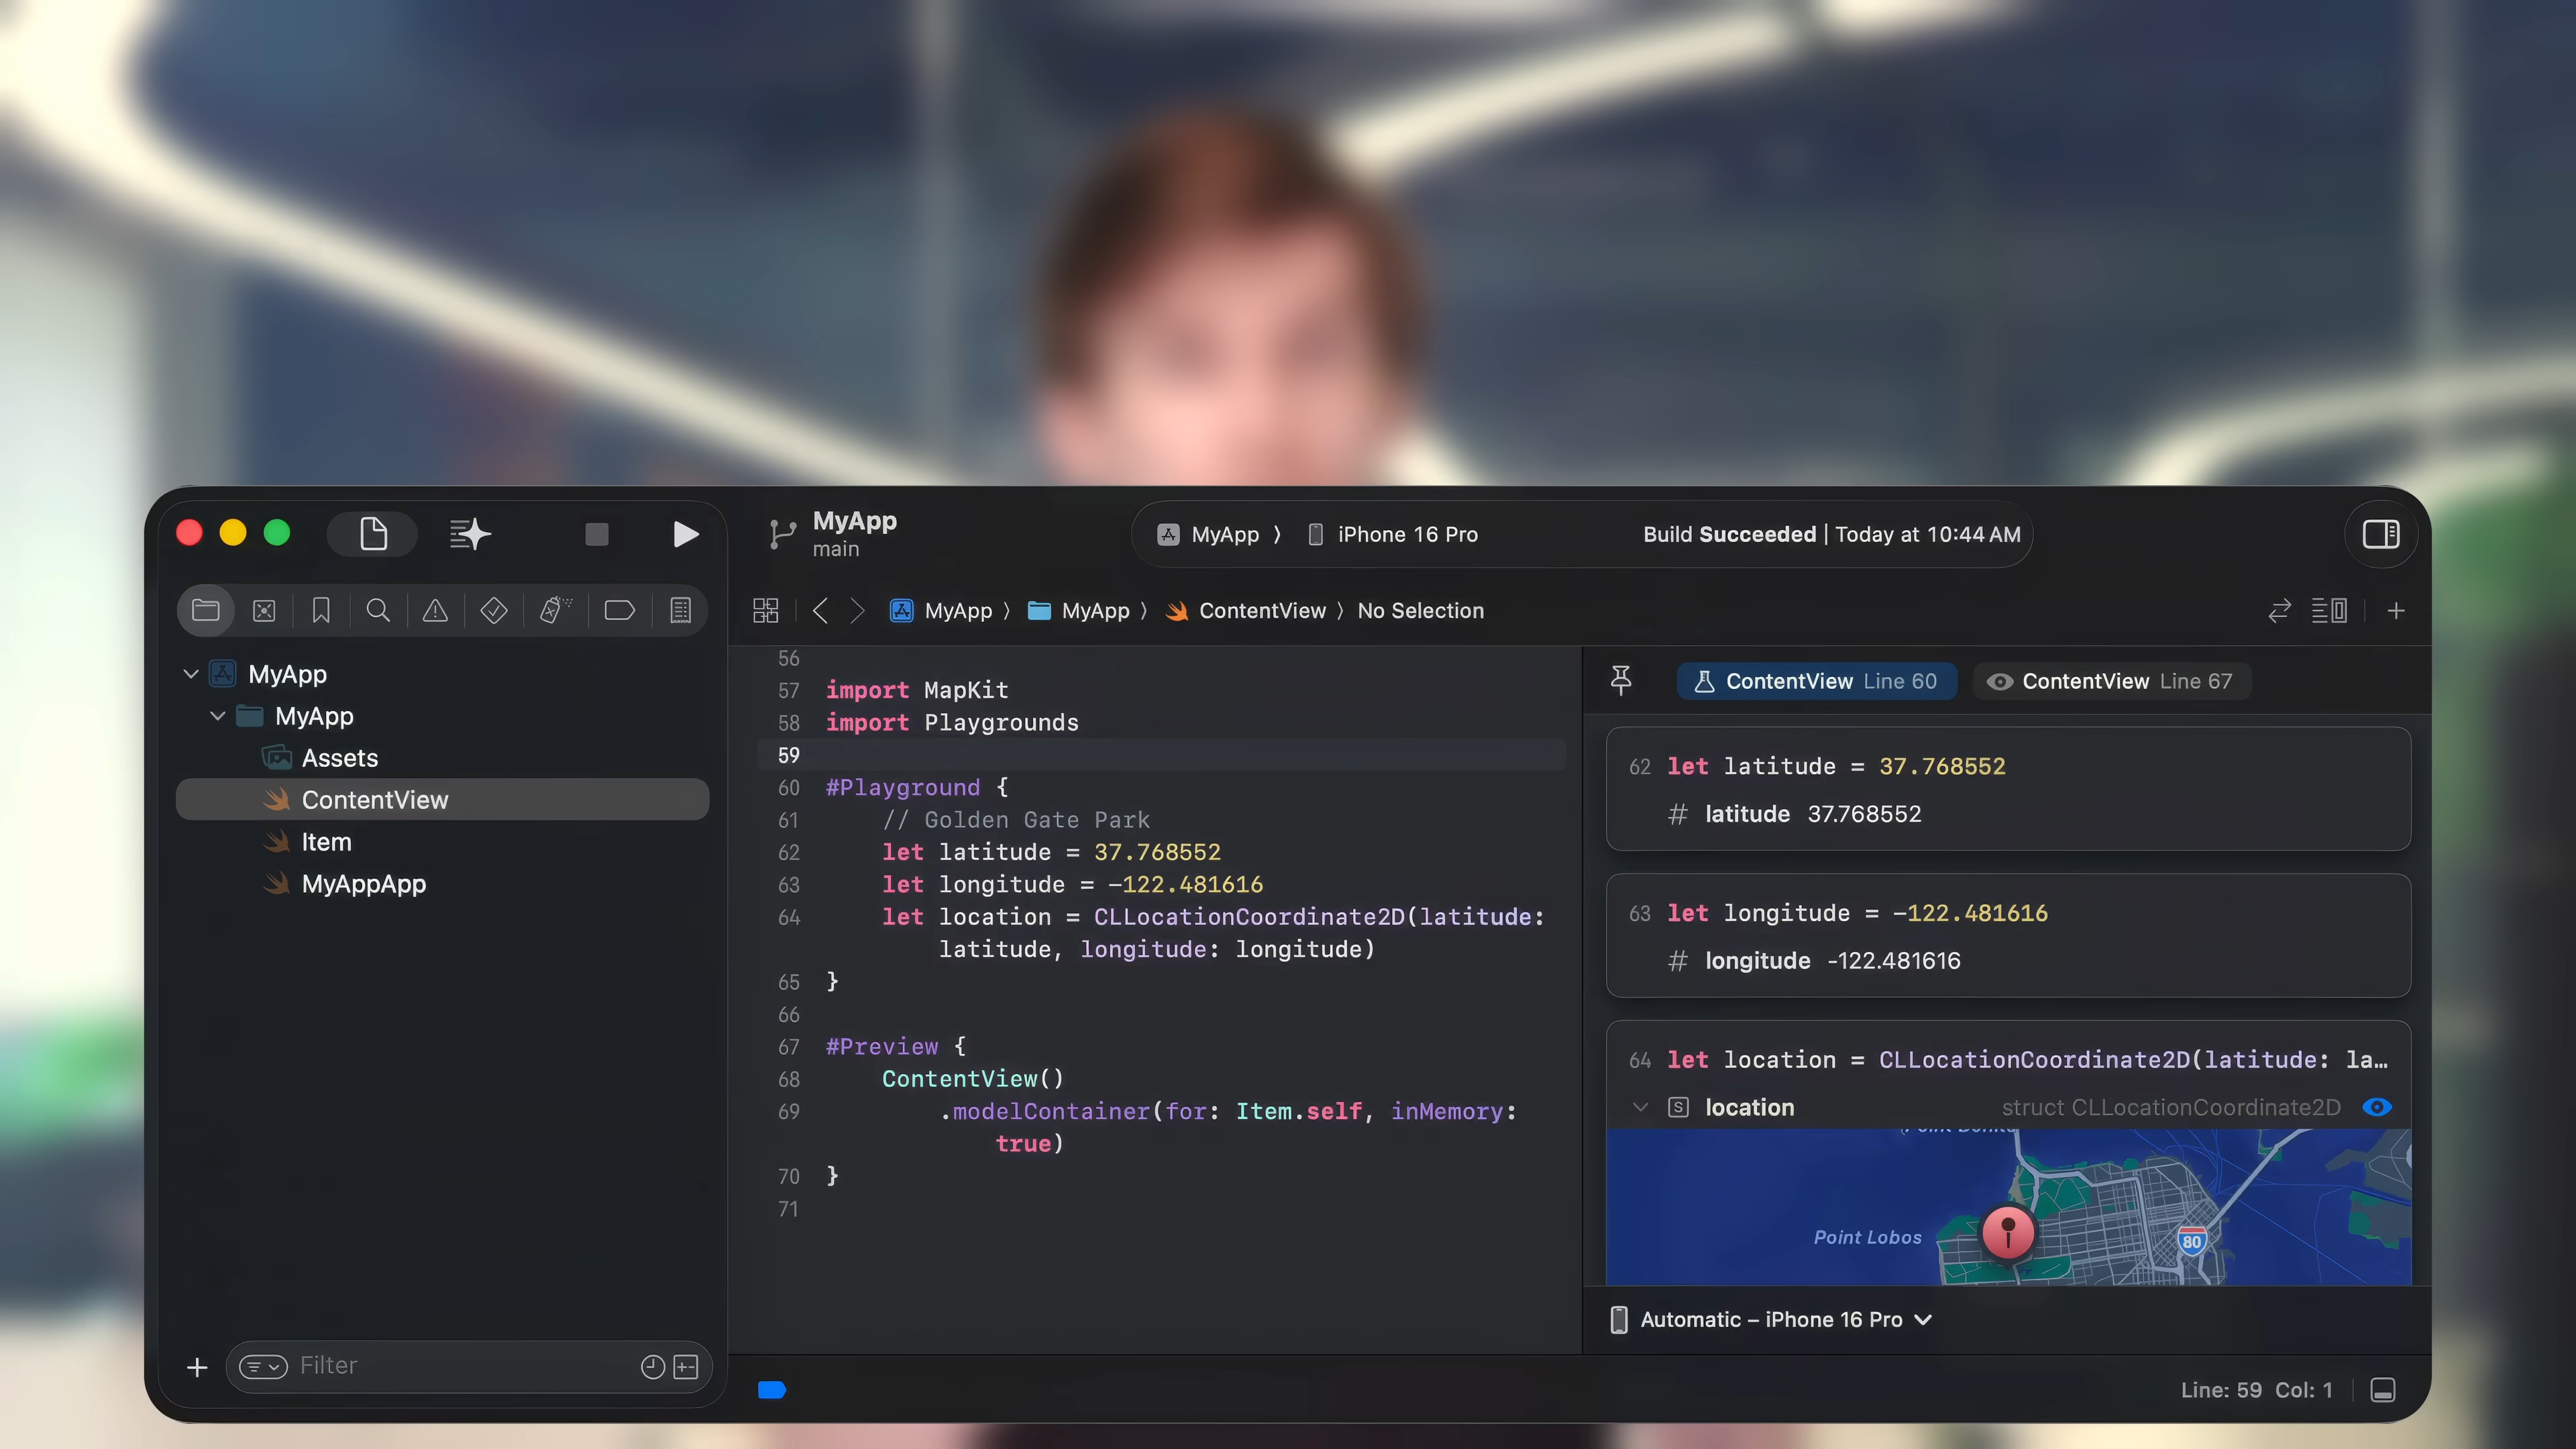 MyApp
main
MyApp
iPhone 16 Pro
Build Succeeded | Today at 10:44 AM
MyApp
MyApp
ContentView
No Selection
MyApp
MyApp
Assets
ContentView
Item
MyAppApp
Filter
56
57 import MapKit
58 import Playgrounds
59
60 #Playground {
61 // Golden Gate Park
62 let latitude = 37.768552
63 let longitude = -122.481616
64 let location = CLLocationCoordinate2D(latitude:
latitude, longitude: longitude)
65 }
66
67 #Preview {
68 ContentView()
69 .modelContainer(for: Item.self, inMemory:
true)
70 }
71
ContentView Line 60
ContentView Line 67
62 let latitude = 37.768552
# latitude 37.768552
63 let longitude = -122.481616
# longitude -122.481616
64 let location = CLLocationCoordinate2D(latitude: la…
S location struct CLLocationCoordinate2D
Point Lobos
80
Automatic – iPhone 16 Pro
Line: 59 Col: 1